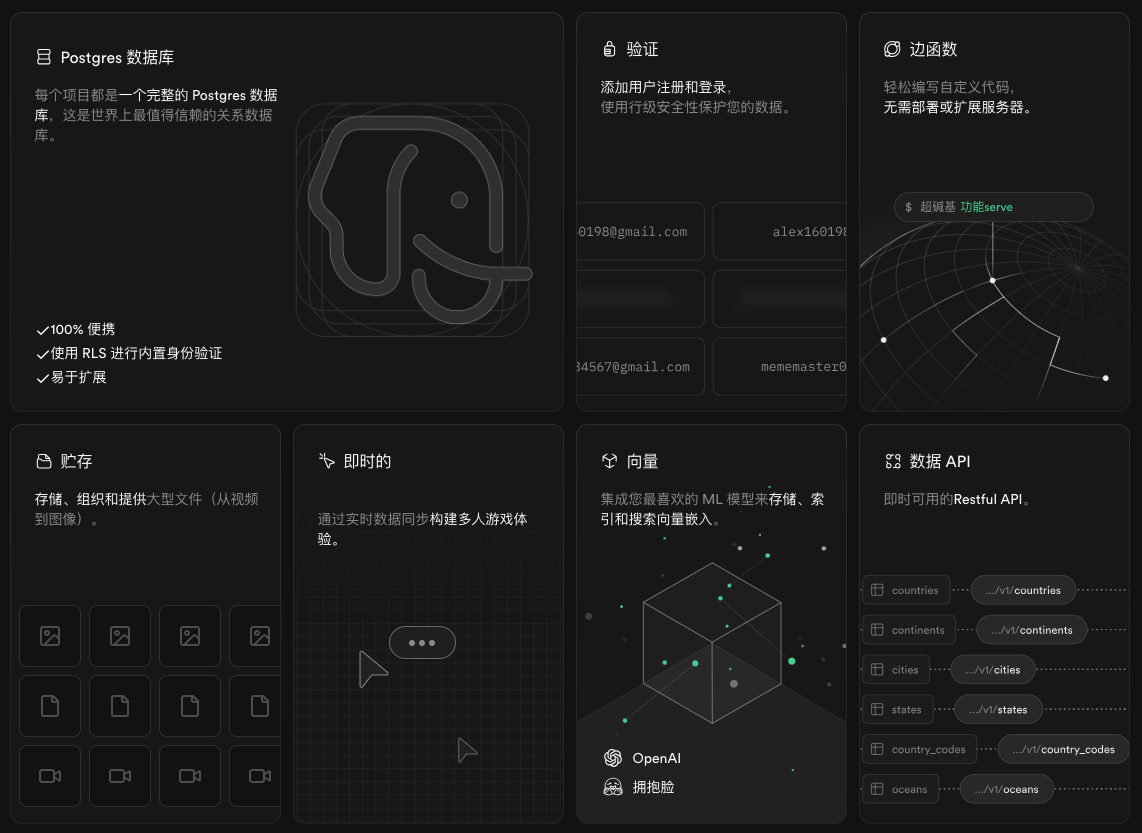 Postgres 数据库
每个项目都是一个完整的 Postgres 数据
库，这是世界上最值得信赖的关系数据
库。
100% 便携
使用 RLS 进行内置身份验证
易于扩展
验证
添加用户注册和登录，
使用行级安全性保护您的数据。
0198@gmail.com
alex160198
34567@gmail.com
mememaster0
边函数
轻松编写自定义代码，
无需部署或扩展服务器。
$ 超碱基 功能serve
贮存
存储、组织和提供大型文件（从视频
到图像）。
即时的
通过实时数据同步构建多人游戏体
验。
向量
集成您最喜欢的 ML 模型来存储、索
引和搜索向量嵌入。
OpenAI
拥抱脸
数据 API
即时可用的Restful API。
countries .../v1/countries
continents .../v1/continents
cities .../v1/cities
states .../v1/states
country_codes .../v1/country_codes
oceans .../v1/oceans